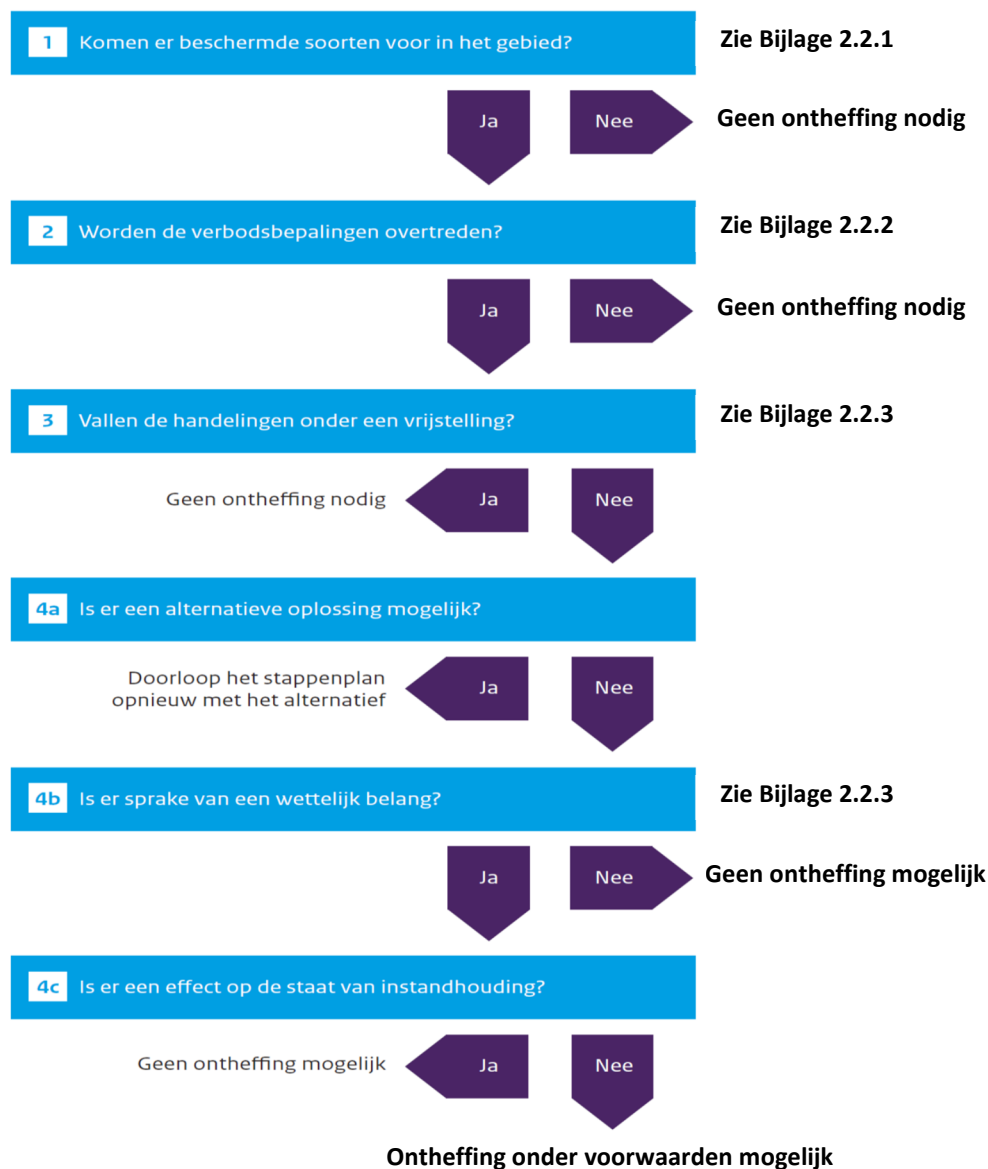 1 Komen er beschermde soorten voor in het gebied? Zie Bijlage 2.2.1
Ja Nee Geen ontheffing nodig
2 Worden de verbodsbepalingen overtreden? Zie Bijlage 2.2.2
Ja Nee Geen ontheffing nodig
3 Vallen de handelingen onder een vrijstelling? Zie Bijlage 2.2.3
Geen ontheffing nodig Ja Nee
4a Is er een alternatieve oplossing mogelijk?
Doorloop het stappenplan
opnieuw met het alternatief Ja Nee
4b Is er sprake van een wettelijk belang? Zie Bijlage 2.2.3
Ja Nee Geen ontheffing mogelijk
4c Is er een effect op de staat van instandhouding?
Geen ontheffing mogelijk Ja Nee
Ontheffing onder voorwaarden mogelijk